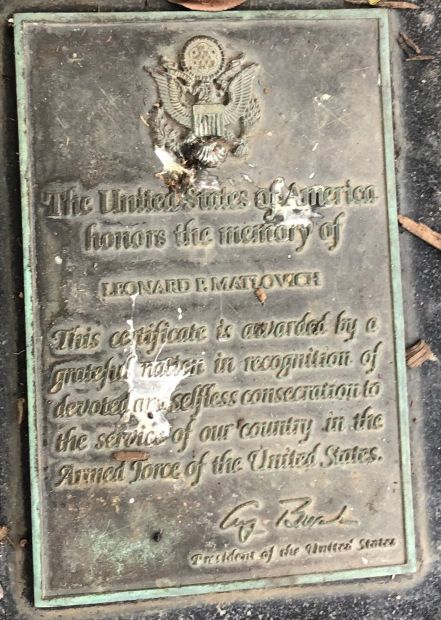 The United States of America
honors the memory of
LEONARD P. MATLOVICH
This certificate is awarded by a
grateful nation in recognition of
devoted and selfless consecration to
the service of our country in the
Armed Force of the United States.
President of the United States